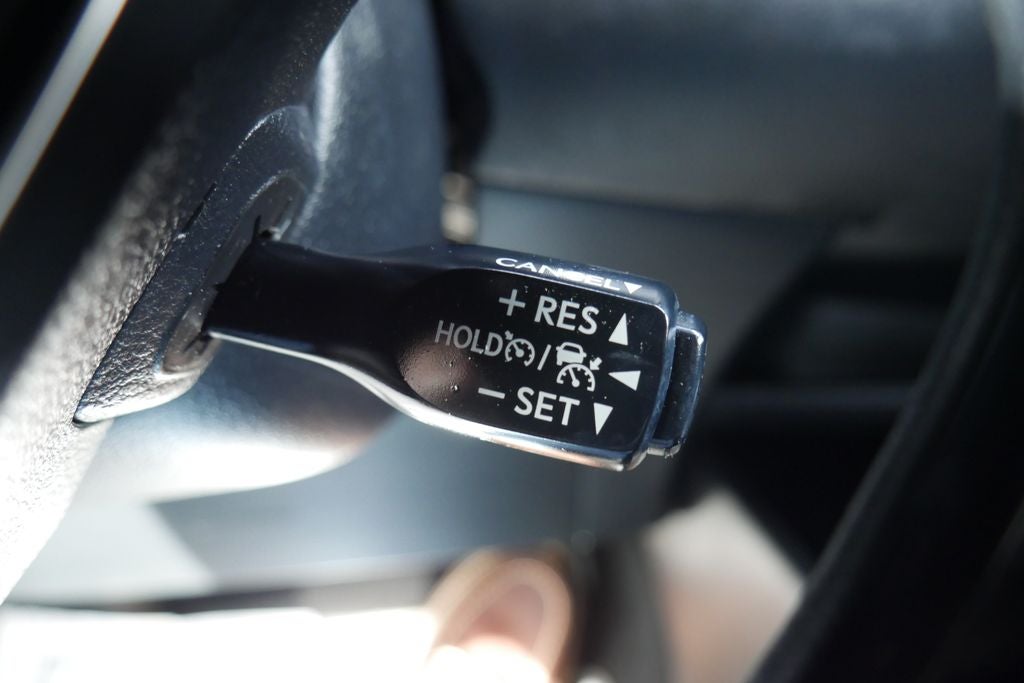 CANCEL▼
+ RES ▲
HOLD / ◀
− SET ▼